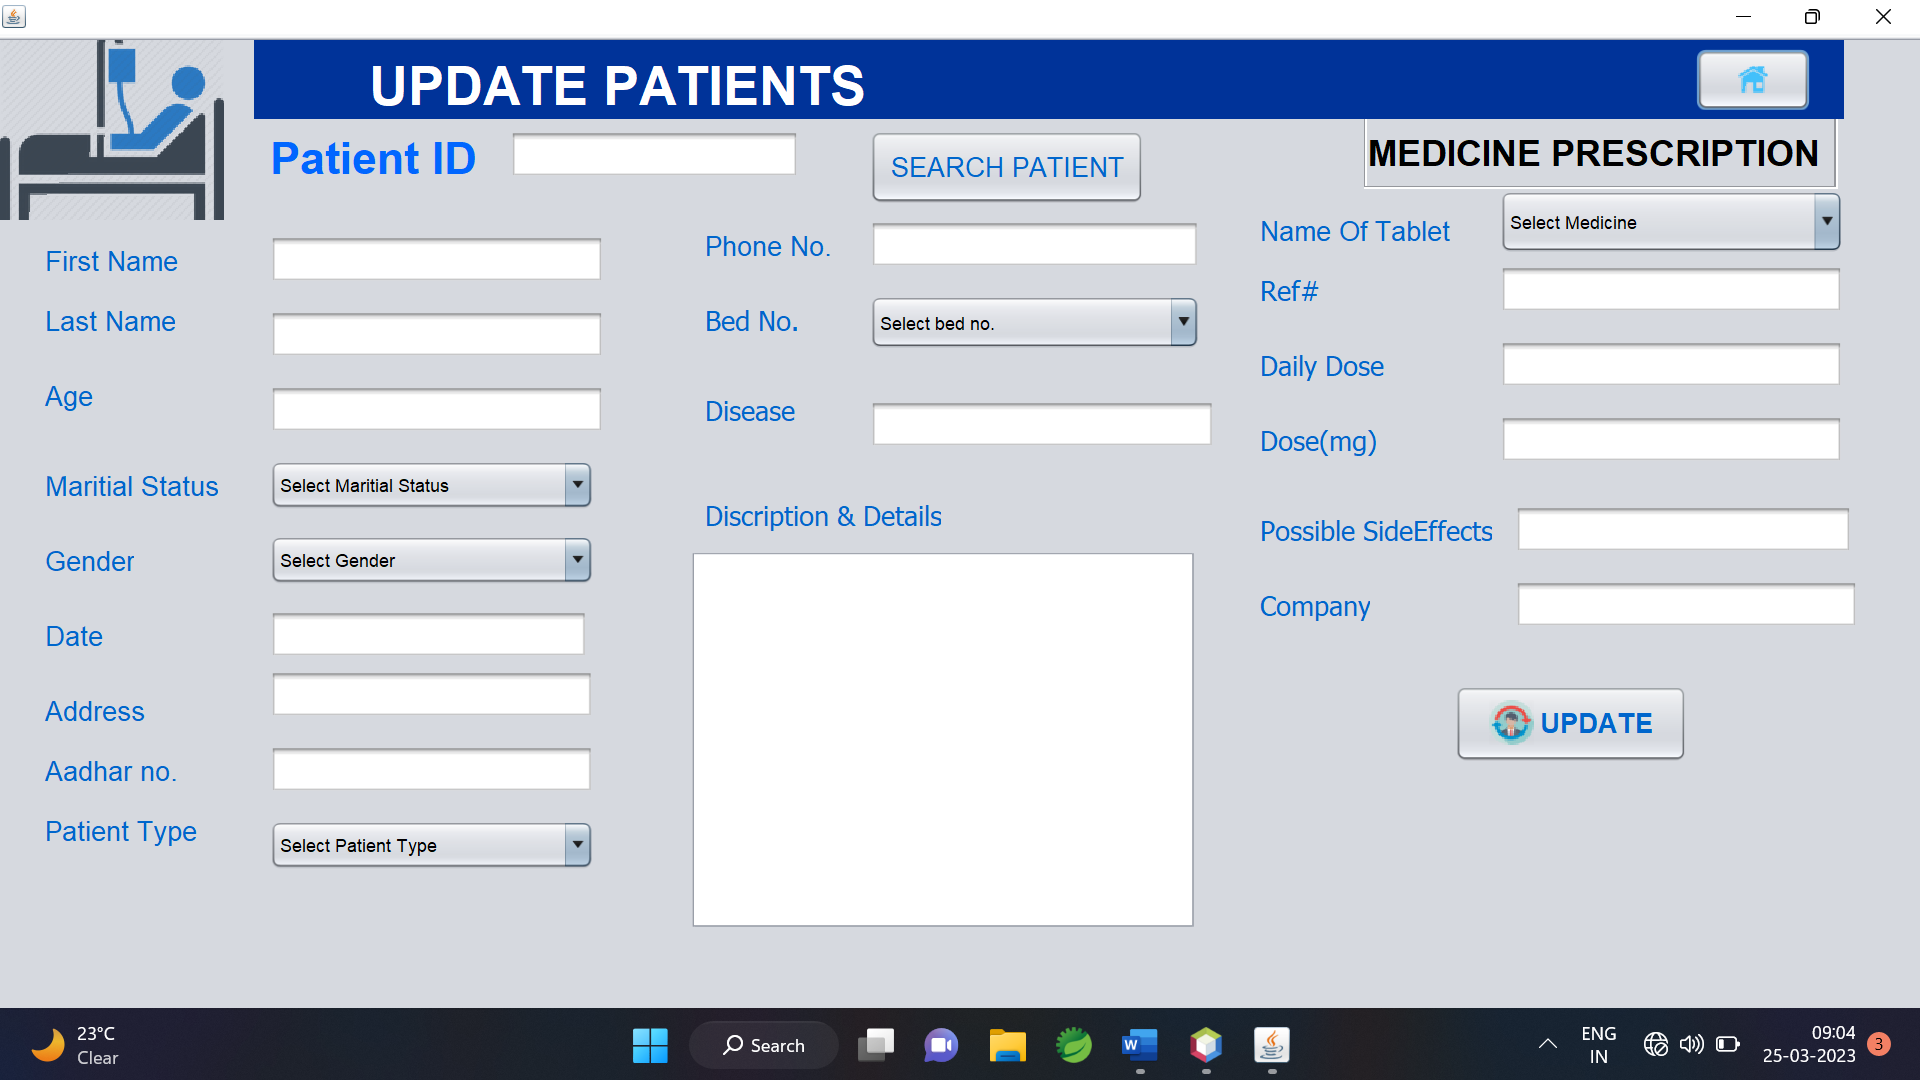 UPDATE PATIENTS
Patient ID
SEARCH PATIENT
MEDICINE PRESCRIPTION
First Name
Last Name
Age
Maritial Status
Select Maritial Status
Gender
Select Gender
Date
Address
Aadhar no.
Patient Type
Select Patient Type
Phone No.
Bed No.
Select bed no.
Disease
Discription & Details
Name Of Tablet
Select Medicine
Ref#
Daily Dose
Dose(mg)
Possible SideEffects
Company
UPDATE
23°C
Clear
Search
W
ENG
IN
09:04
25-03-2023
3